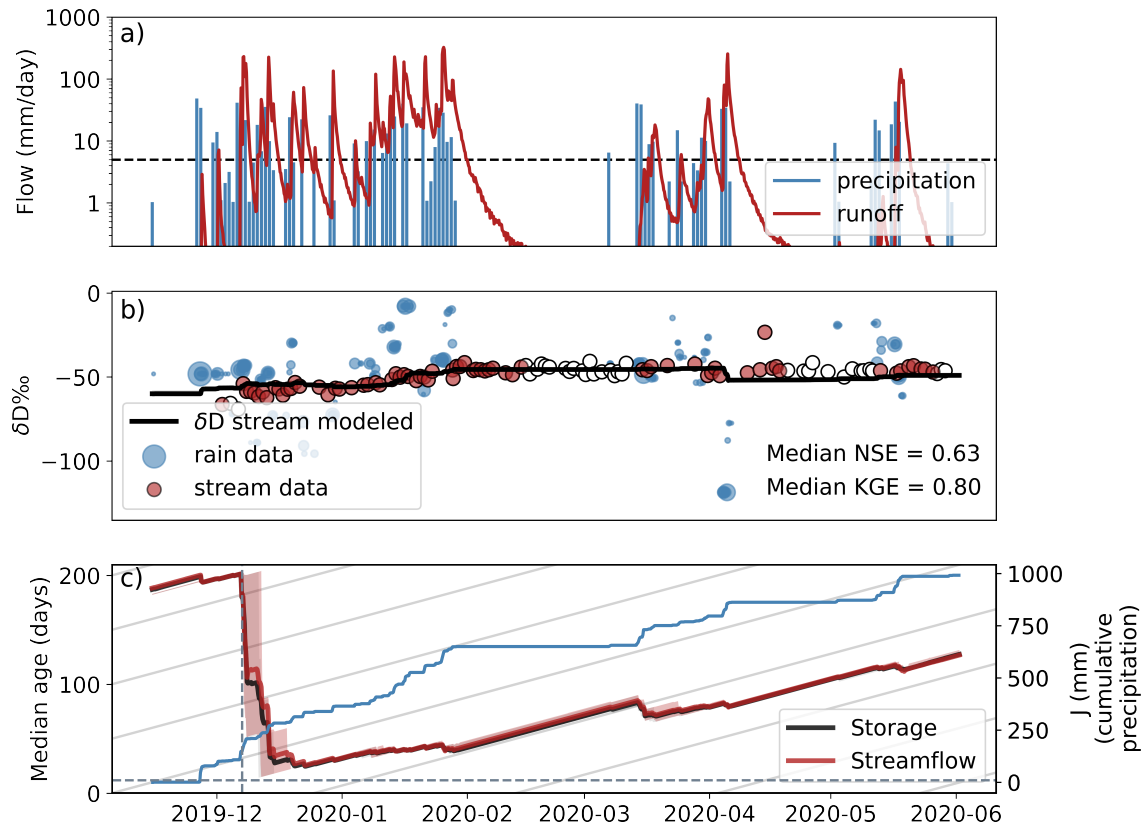 a)
1000
100
10
1
Flow (mm/day)
precipitation
runoff
b)
0
−50
−100
δD‰
δD stream modeled
rain data
stream data
Median NSE = 0.63
Median KGE = 0.80
c)
200
100
0
Median age (days)
1000
750
500
250
0
J (mm)
(cumulative
precipitation)
Storage
Streamflow
2019-12 2020-01 2020-02 2020-03 2020-04 2020-05 2020-06